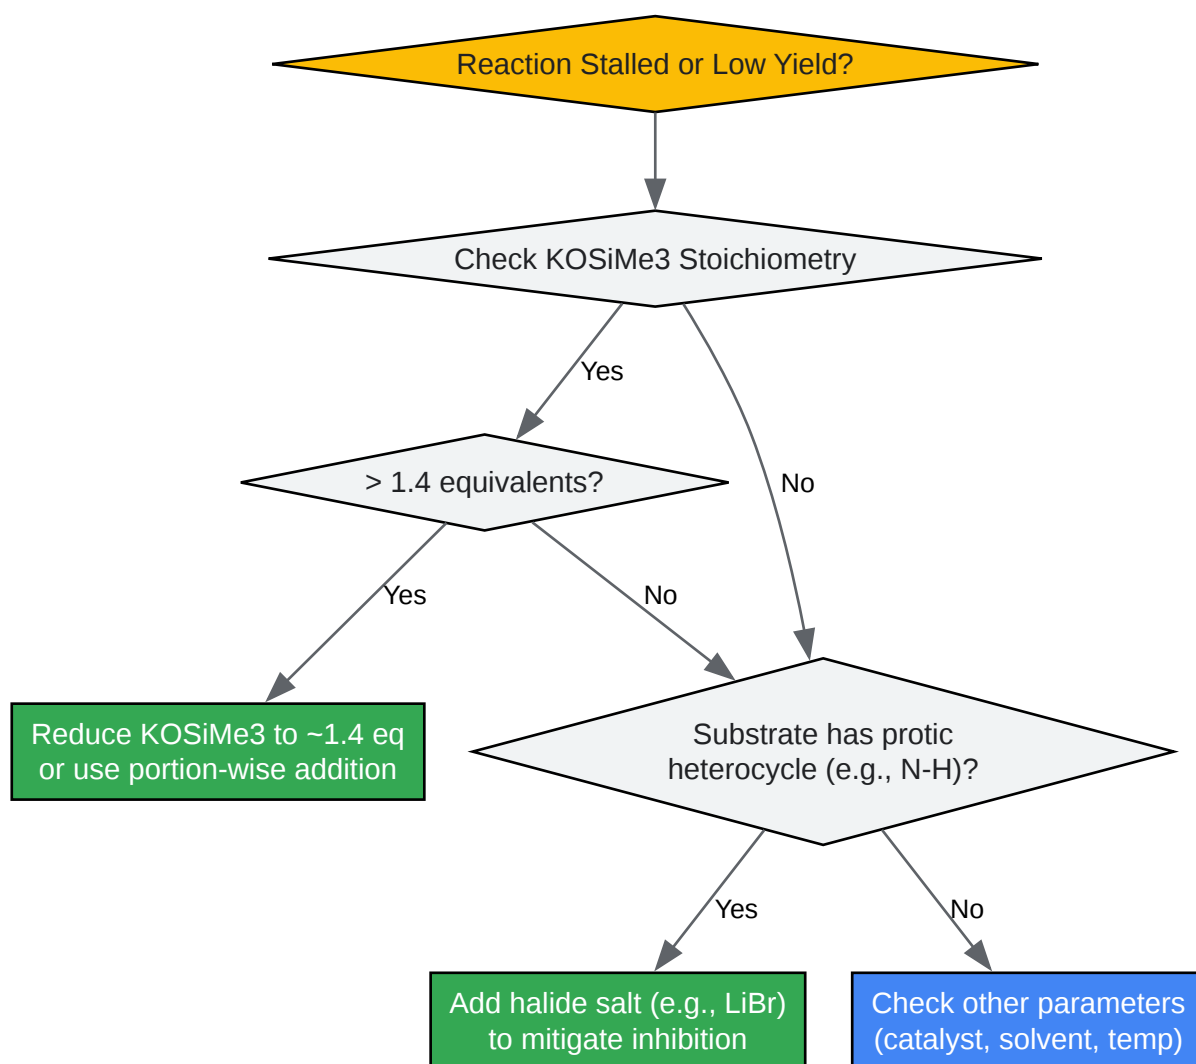 Reaction Stalled or Low Yield?
Check KOSiMe3 Stoichiometry
Yes
> 1.4 equivalents?
No
Yes
No
Reduce KOSiMe3 to ~1.4 eq
or use portion-wise addition
Substrate has protic
heterocycle (e.g., N-H)?
Yes
No
Add halide salt (e.g., LiBr)
to mitigate inhibition
Check other parameters
(catalyst, solvent, temp)